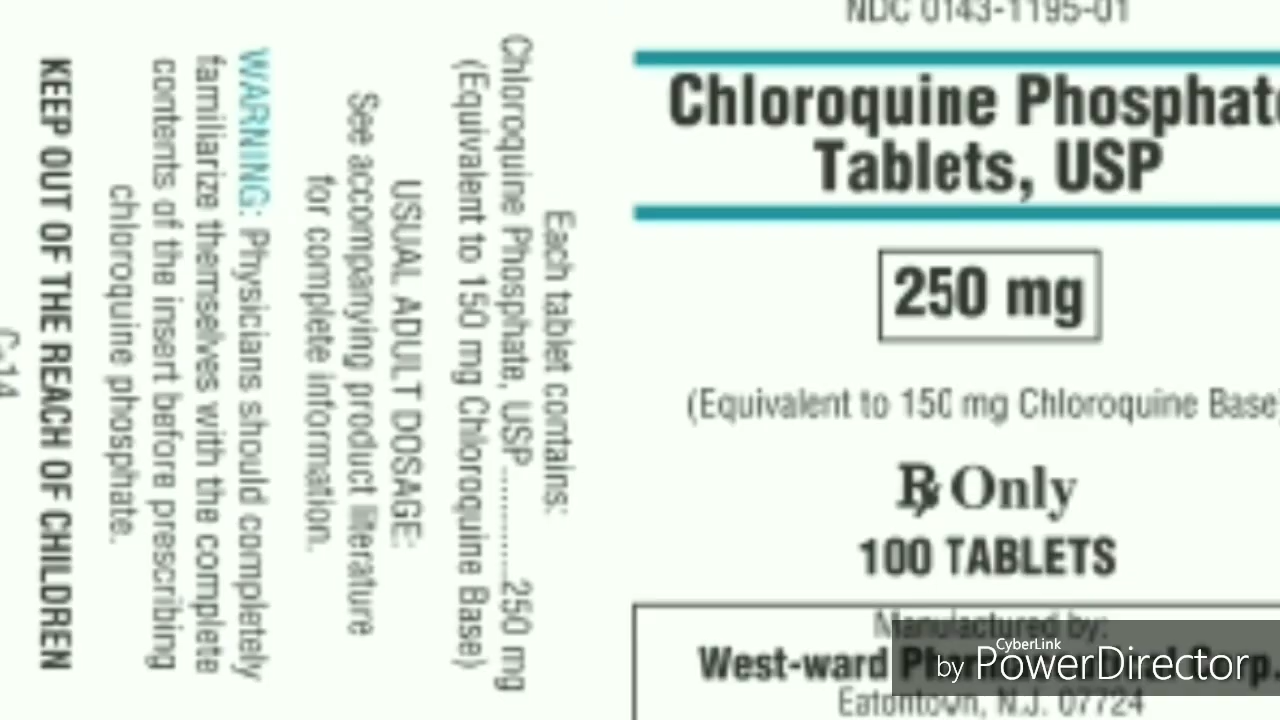 Each tablet contains:
Chloroquine Phosphate, USP............250 mg
(Equivalent to 150 mg Chloroquine Base)
USUAL ADULT DOSAGE:
See accompanying product literature
for complete information.
WARNING: Physicians should completely
familiarize themselves with the complete
contents of the insert before prescribing
chloroquine phosphate.
KEEP OUT OF THE REACH OF CHILDREN
NDC 0143-1195-01
Chloroquine Phosphate
Tablets, USP
250 mg
(Equivalent to 150 mg Chloroquine Base)
Rx Only
100 TABLETS
Manufactured by:
West-ward Pharmaceutical Corp.
Eatontown, N.J. 07724
CyberLink
by PowerDirector